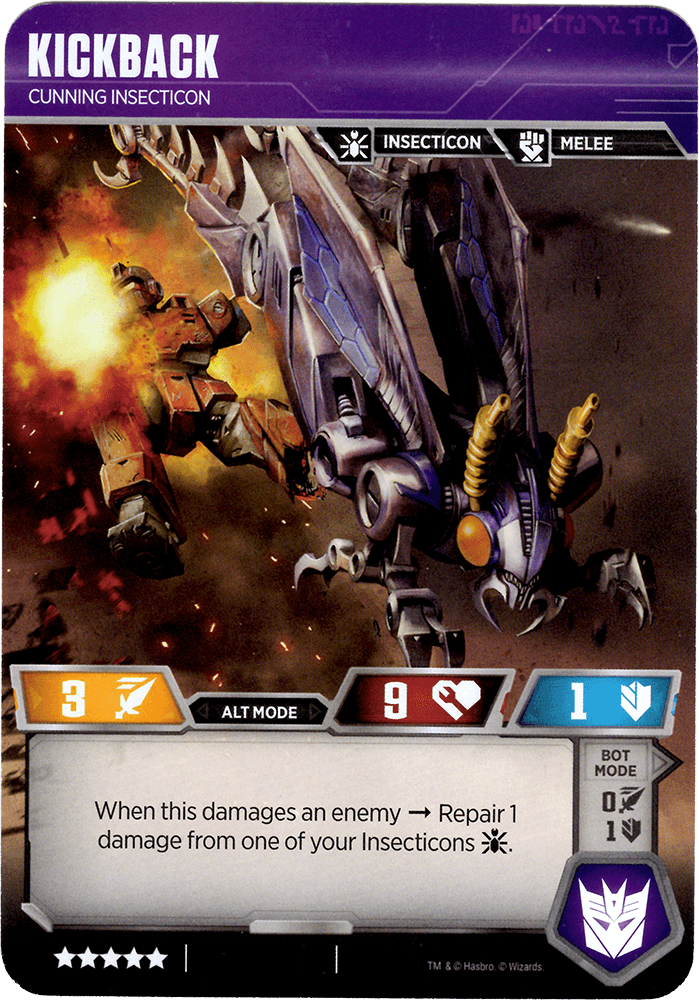 KICKBACK
CUNNING INSECTICON
INSECTICON
MELEE
3
ALT MODE
9
1
BOT
MODE
0
1
When this damages an enemy → Repair 1
damage from one of your Insecticons.
TM & © Hasbro. © Wizards.